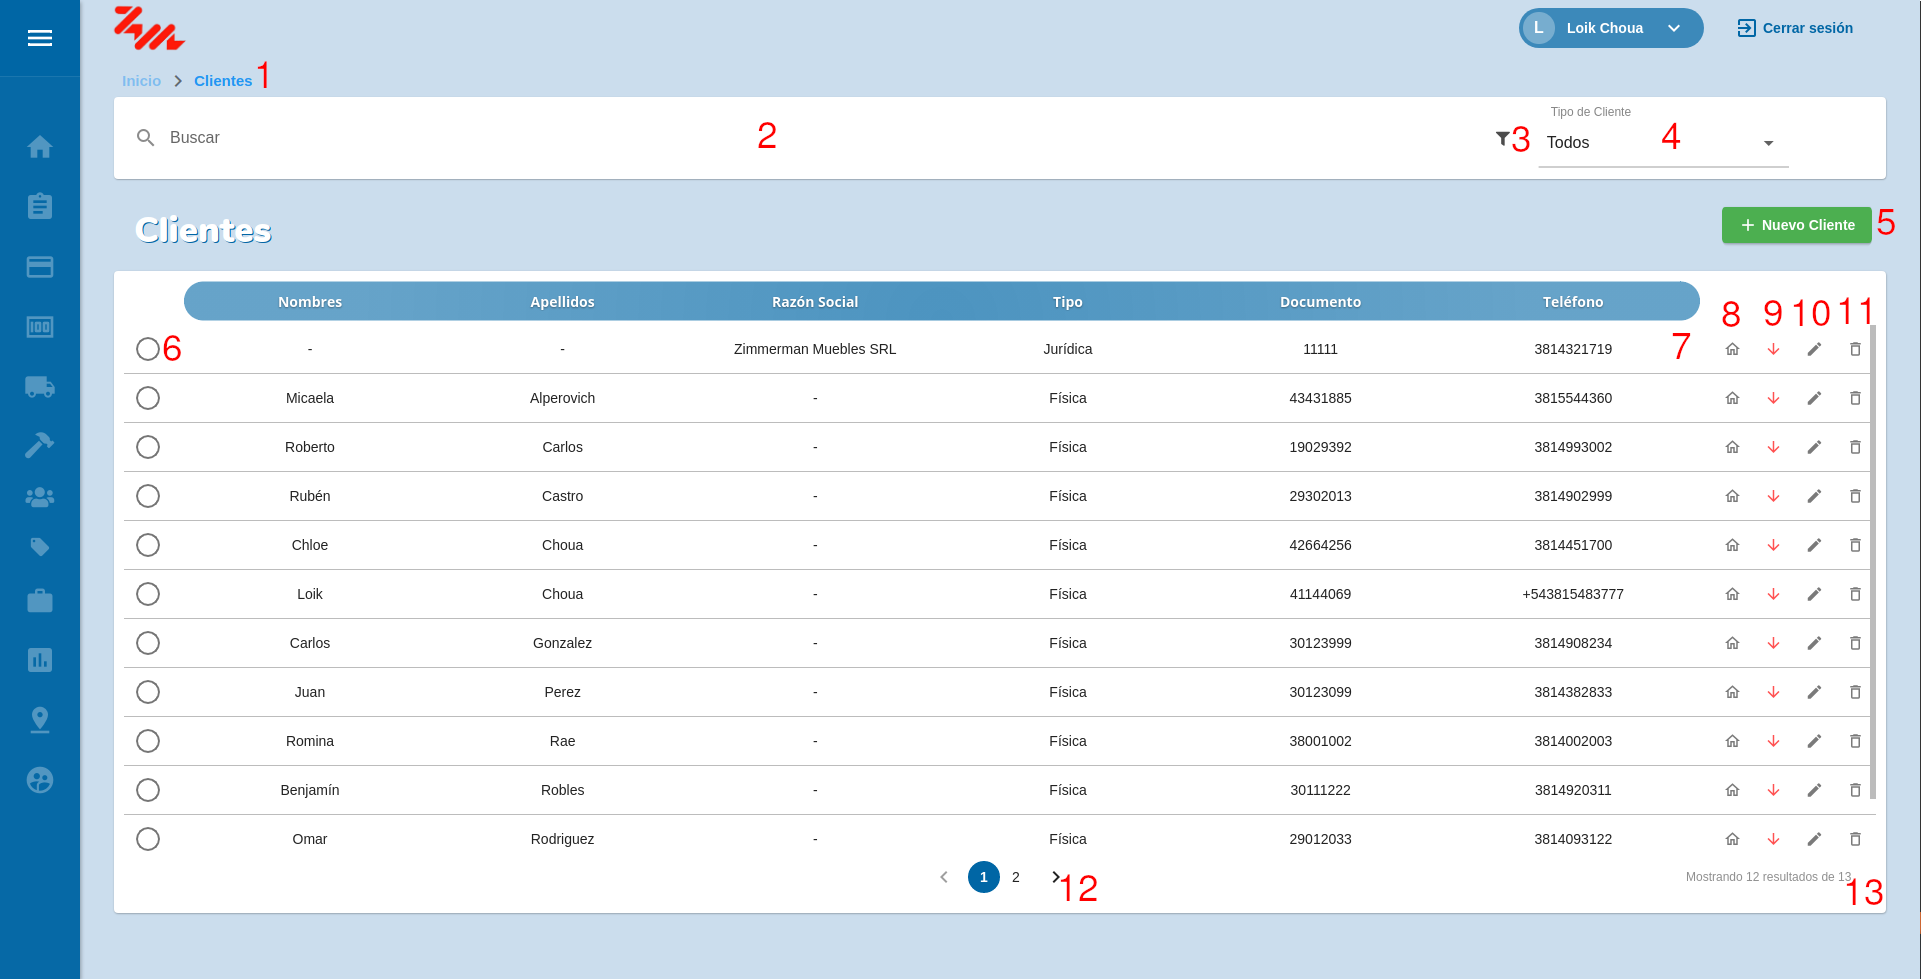 ZM
L Loik Choua Cerrar sesión
Inicio > Clientes 1
Buscar 2 3 Tipo de Cliente Todos 4
Clientes + Nuevo Cliente 5
Nombres Apellidos Razón Social Tipo Documento Teléfono 8 9 10 11
6 - - Zimmerman Muebles SRL Jurídica 11111 3814321719 7
Micaela Alperovich - Física 43431885 3815544360
Roberto Carlos - Física 19029392 3814993002
Rubén Castro - Física 29302013 3814902999
Chloe Choua - Física 42664256 3814451700
Loik Choua - Física 41144069 +543815483777
Carlos Gonzalez - Física 30123999 3814908234
Juan Perez - Física 30123099 3814382833
Romina Rae - Física 38001002 3814002003
Benjamín Robles - Física 30111222 3814920311
Omar Rodriguez - Física 29012033 3814093122
< 1 2 > 12 Mostrando 12 resultados de 13 13